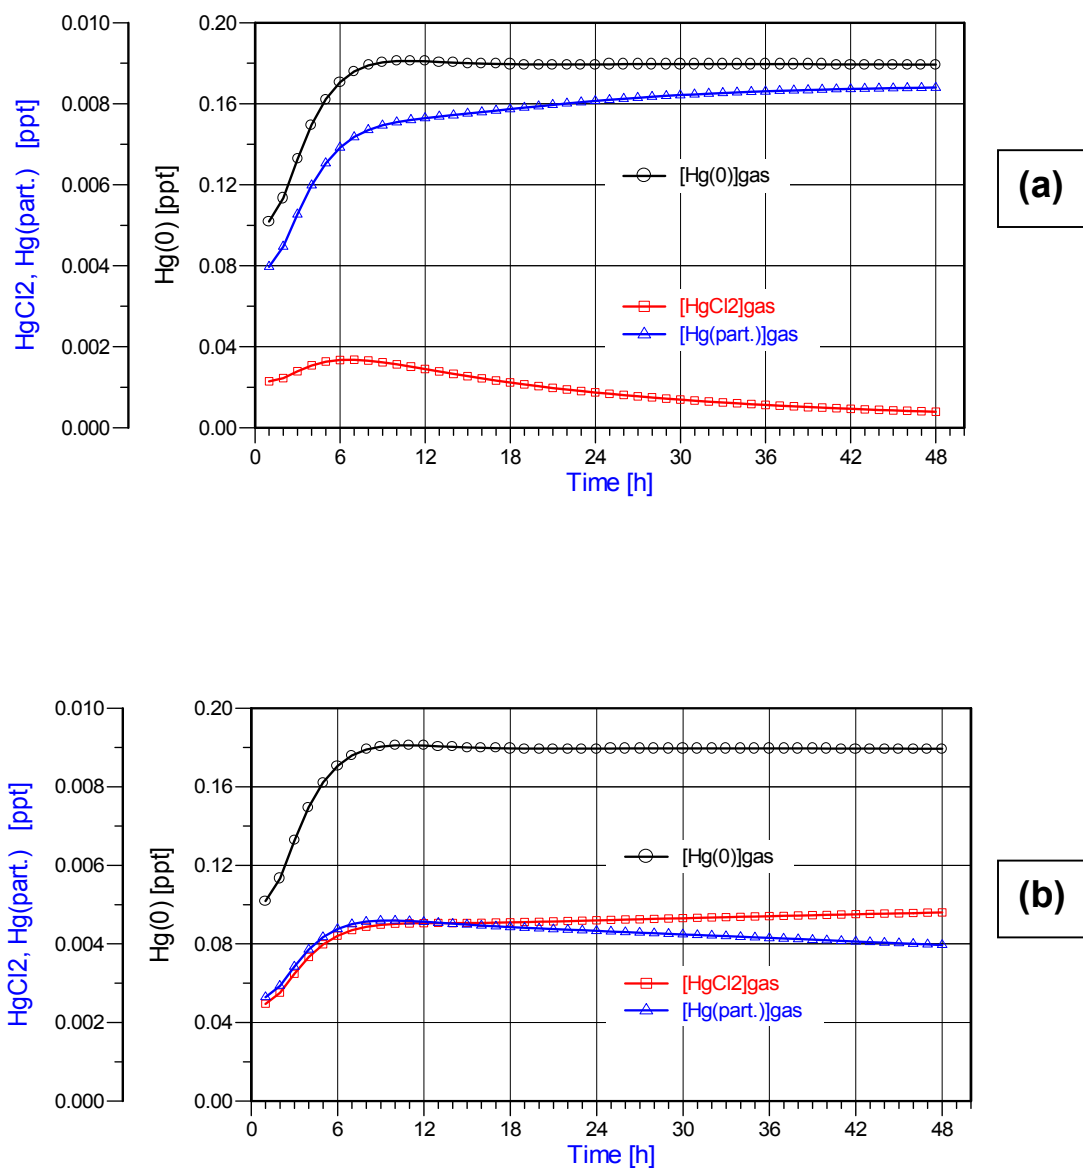 0.010
0.008
0.006
0.004
0.002
0.000
HgCl2, Hg(part.) [ppt]
0.20
0.16
0.12
0.08
0.04
0.00
Hg(0) [ppt]
[Hg(0)]gas
[HgCl2]gas
[Hg(part.)]gas
0 6 12 18 24 30 36 42 48
Time [h]
(a)
0.010
0.008
0.006
0.004
0.002
0.000
HgCl2, Hg(part.) [ppt]
0.20
0.16
0.12
0.08
0.04
0.00
Hg(0) [ppt]
[Hg(0)]gas
[HgCl2]gas
[Hg(part.)]gas
0 6 12 18 24 30 36 42 48
Time [h]
(b)